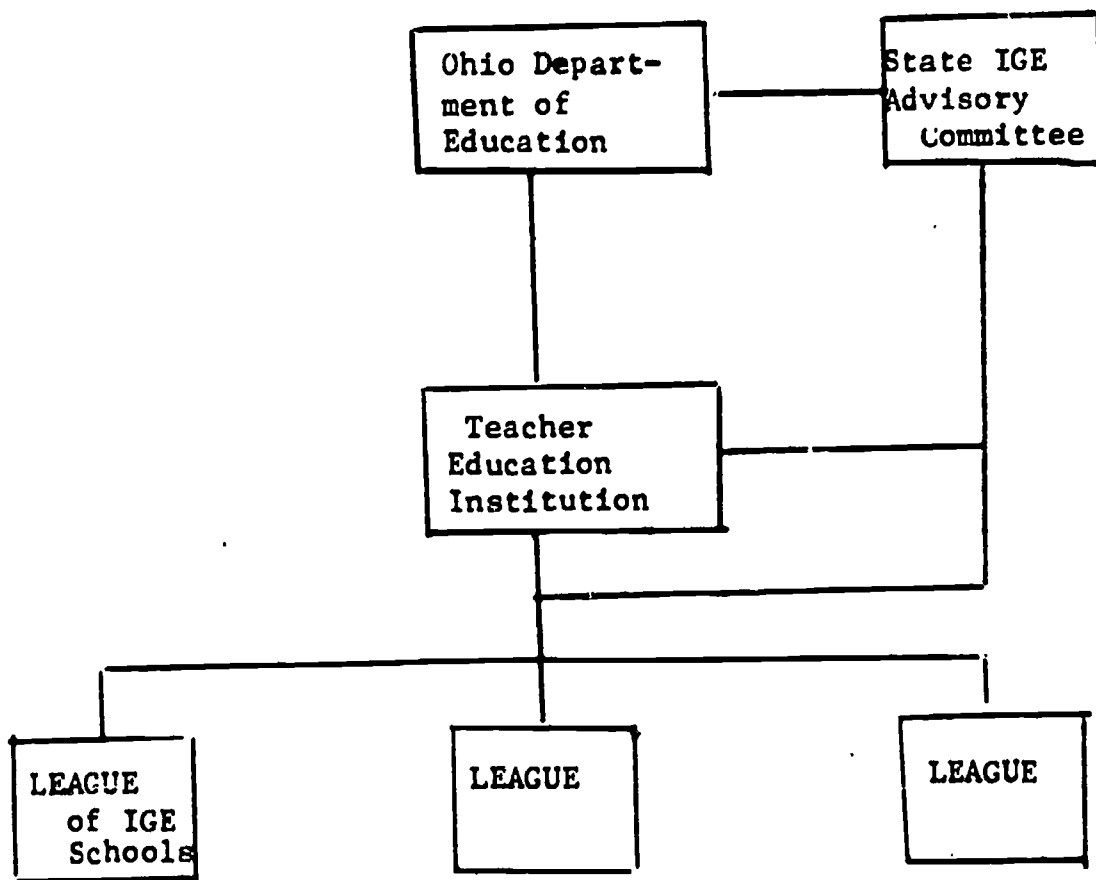 Ohio Depart-
ment of
Education
State IGE
Advisory
Committee
Teacher
Education
Institution
LEAGUE
of IGE
Schools
LEAGUE
LEAGUE